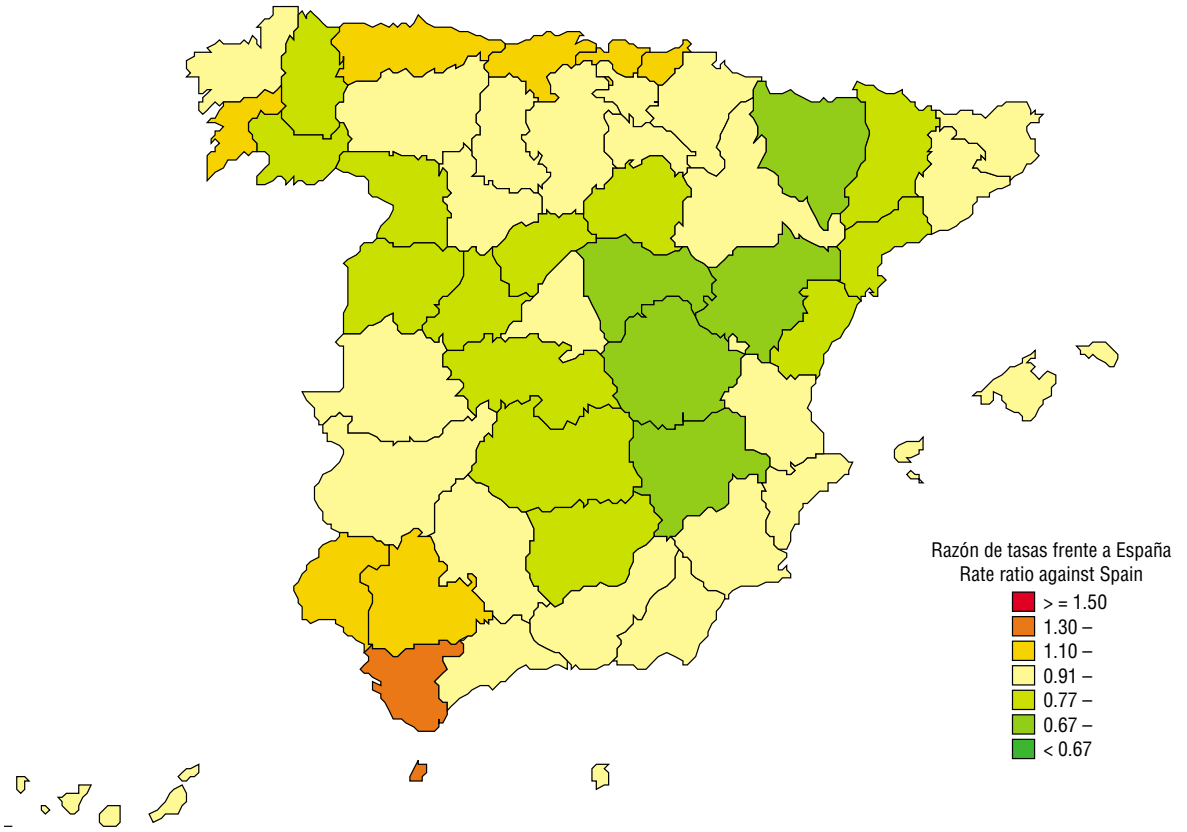 Razón de tasas frente a España
Rate ratio against Spain
> = 1.50
1.30 –
1.10 –
0.91 –
0.77 –
0.67 –
< 0.67